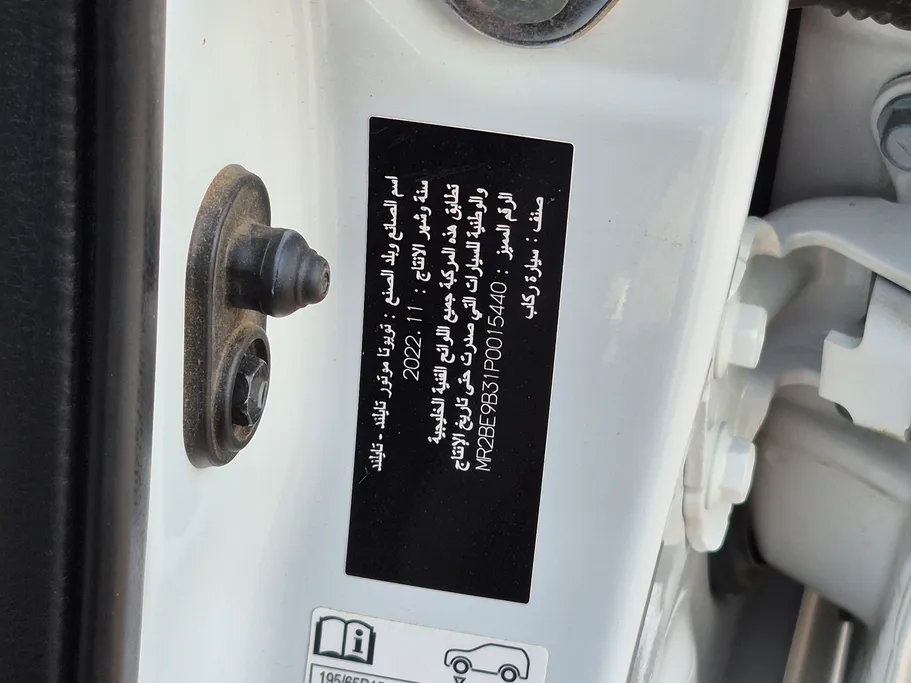 اسم الصانع وبلد الصنع : تويوتا موتور تايلند - تايلند
سنة وشهر الانتاج : 2022. 11
تطابق هذه المركبة جميع اللوائح الفنية الخليجية
والوطنية للسيارات التي صدرت حتى تاريخ الإنتاج
الرقم المميز : MR2BE9B31P0015440
صنف : سيارة ركاب
i